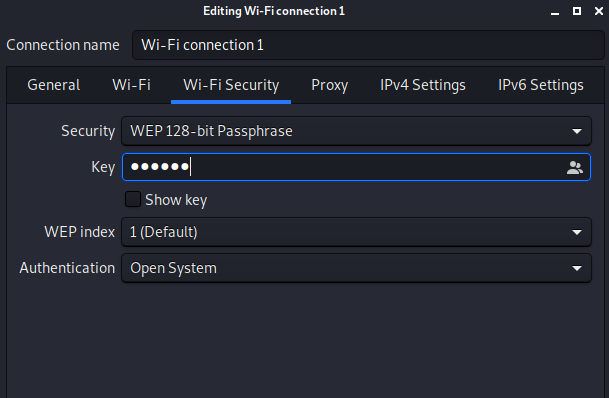 Editing Wi-Fi connection 1
Connection name Wi-Fi connection 1
General Wi-Fi Wi-Fi Security Proxy IPv4 Settings IPv6 Settings
Security WEP 128-bit Passphrase
Key ••••••
Show key
WEP index 1 (Default)
Authentication Open System